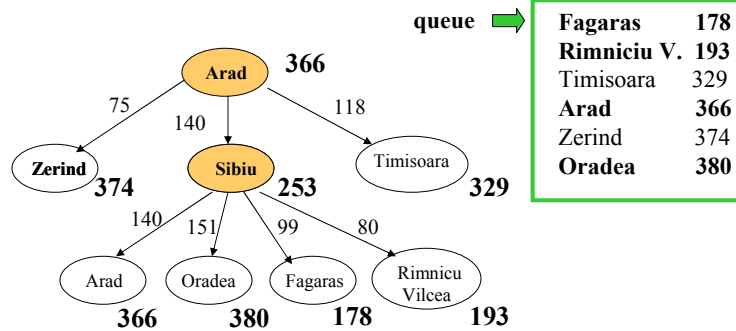 queue
Fagaras 178
Rimniciu V. 193
Timisoara 329
Arad 366
Zerind 374
Oradea 380
Arad 366
75
140
118
Zerind 374
Sibiu 253
Timisoara 329
140
151
99
80
Arad 366
Oradea 380
Fagaras 178
Rimnicu
Vilcea 193